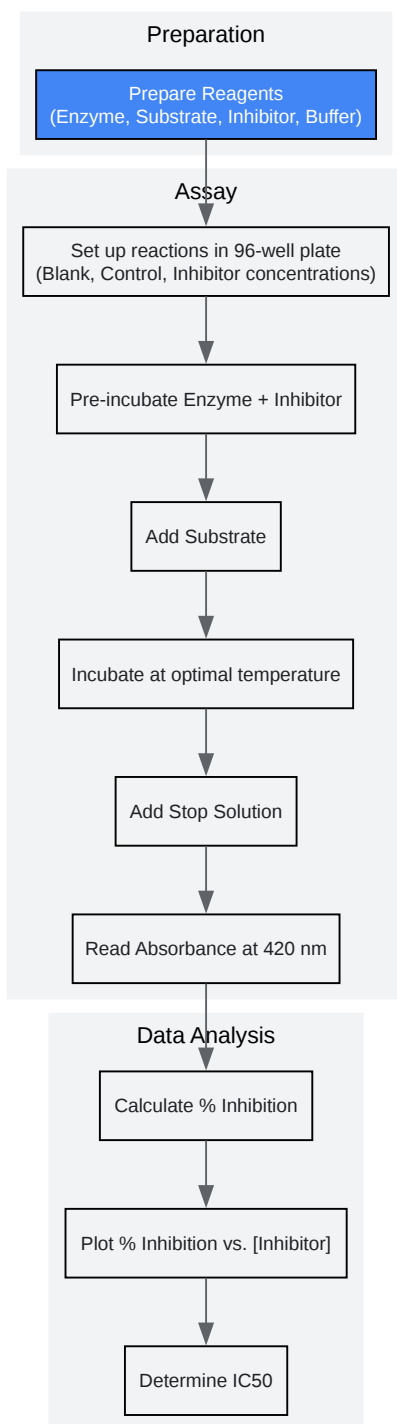 Preparation
Prepare Reagents
(Enzyme, Substrate, Inhibitor, Buffer)
Assay
Set up reactions in 96-well plate
(Blank, Control, Inhibitor concentrations)
Pre-incubate Enzyme + Inhibitor
Add Substrate
Incubate at optimal temperature
Add Stop Solution
Read Absorbance at 420 nm
Data Analysis
Calculate % Inhibition
Plot % Inhibition vs. [Inhibitor]
Determine IC50